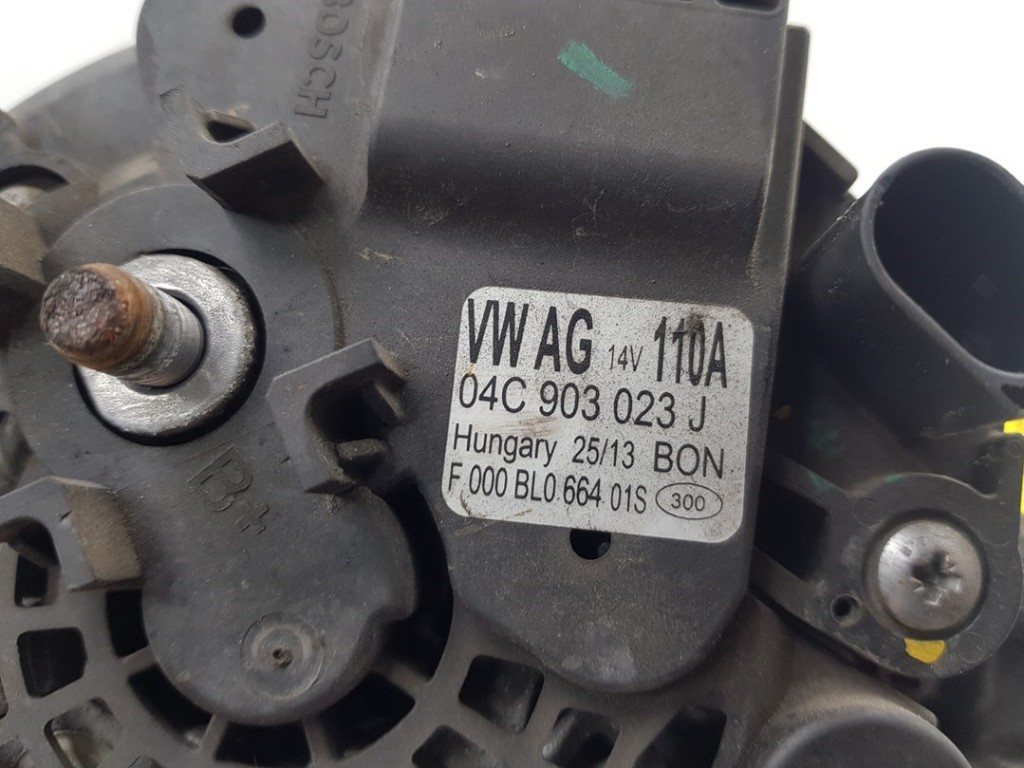 BOSCH
VW AG 14V 110A
04C 903 023 J
Hungary 25/13 BON
F 000 BL0 664 01S 300
B+